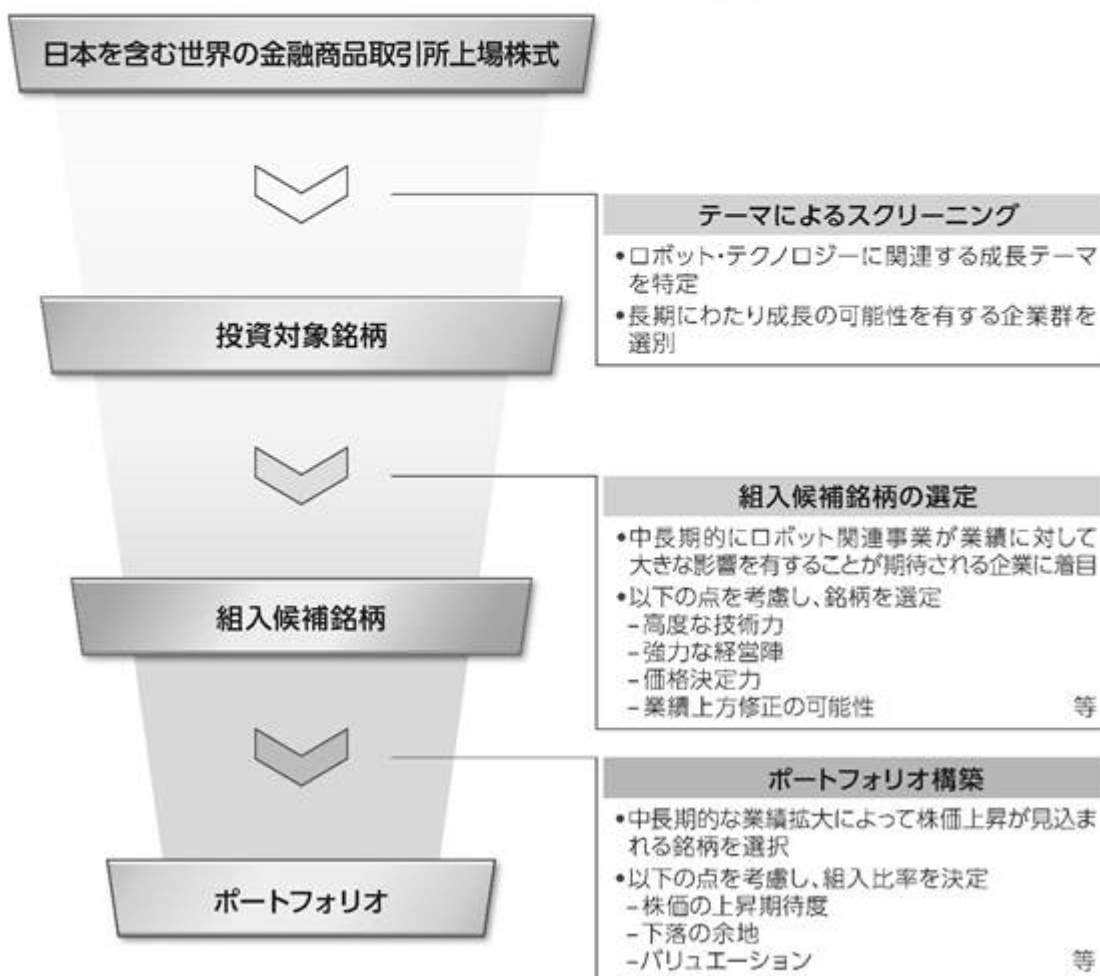 日本を含む世界の金融商品取引所上場株式
テーマによるスクリーニング
•ロボット・テクノロジーに関連する成長テーマ
を特定
•長期にわたり成長の可能性を有する企業群を
選別
投資対象銘柄
組入候補銘柄の選定
•中長期的にロボット関連事業が業績に対して
大きな影響を有することが期待される企業に着目
•以下の点を考慮し、銘柄を選定
–高度な技術力
–強力な経営陣
–価格決定力
–業績上方修正の可能性 等
組入候補銘柄
ポートフォリオ構築
•中長期的な業績拡大によって株価上昇が見込ま
れる銘柄を選択
•以下の点を考慮し、組入比率を決定
–株価の上昇期待度
–下落の余地
–バリュエーション 等
ポートフォリオ